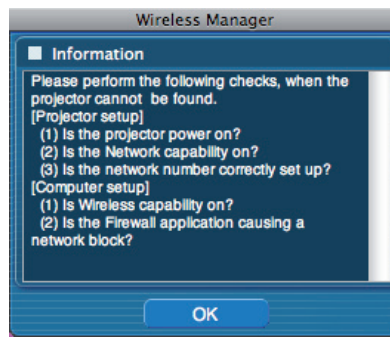 Wireless Manager
Information
Please perform the following checks, when the
projector cannot be found.
[Projector setup]
(1) Is the projector power on?
(2) Is the Network capability on?
(3) Is the network number correctly set up?
[Computer setup]
(1) Is Wireless capability on?
(2) Is the Firewall application causing a
network block?
OK